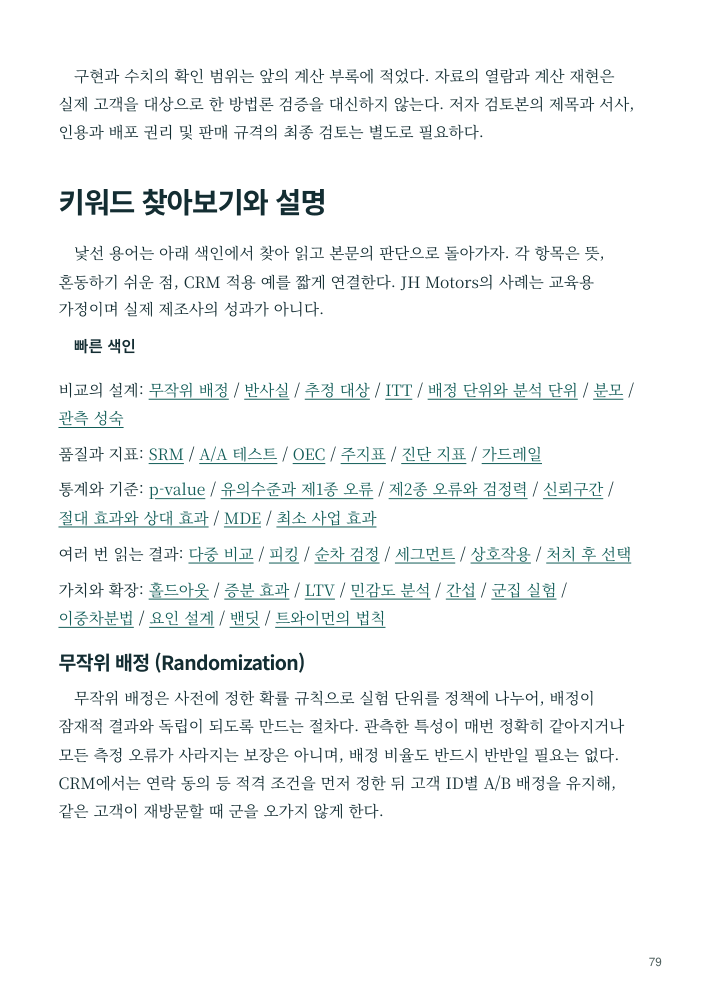 구현과 수치의 확인 범위는 앞의 계산 부록에 적었다. 자료의 열람과 계산 재현은
실제 고객을 대상으로 한 방법론 검증을 대신하지 않는다. 저자 검토본의 제목과 서사,
인용과 배포 권리 및 판매 규격의 최종 검토는 별도로 필요하다.
키워드 찾아보기와 설명
낯선 용어는 아래 색인에서 찾아 읽고 본문의 판단으로 돌아가자. 각 항목은 뜻,
혼동하기 쉬운 점, CRM 적용 예를 짧게 연결한다. JH Motors의 사례는 교육용
가정이며 실제 제조사의 성과가 아니다.
빠른 색인
비교의 설계: 무작위 배정 / 반사실 / 추정 대상 / ITT / 배정 단위와 분석 단위 / 분모 /
관측 성숙
품질과 지표: SRM / A/A 테스트 / OEC / 주지표 / 진단 지표 / 가드레일
통계와 기준: p-value / 유의수준과 제1종 오류 / 제2종 오류와 검정력 / 신뢰구간 /
절대 효과와 상대 효과 / MDE / 최소 사업 효과
여러 번 읽는 결과: 다중 비교 / 피킹 / 순차 검정 / 세그먼트 / 상호작용 / 처치 후 선택
가치와 확장: 홀드아웃 / 증분 효과 / LTV / 민감도 분석 / 간섭 / 군집 실험 /
이중차분법 / 요인 설계 / 밴딧 / 트와이먼의 법칙
무작위 배정 (Randomization)
무작위 배정은 사전에 정한 확률 규칙으로 실험 단위를 정책에 나누어, 배정이
잠재적 결과와 독립이 되도록 만드는 절차다. 관측한 특성이 매번 정확히 같아지거나
모든 측정 오류가 사라지는 보장은 아니며, 배정 비율도 반드시 반반일 필요는 없다.
CRM에서는 연락 동의 등 적격 조건을 먼저 정한 뒤 고객 ID별 A/B 배정을 유지해,
같은 고객이 재방문할 때 군을 오가지 않게 한다.
79